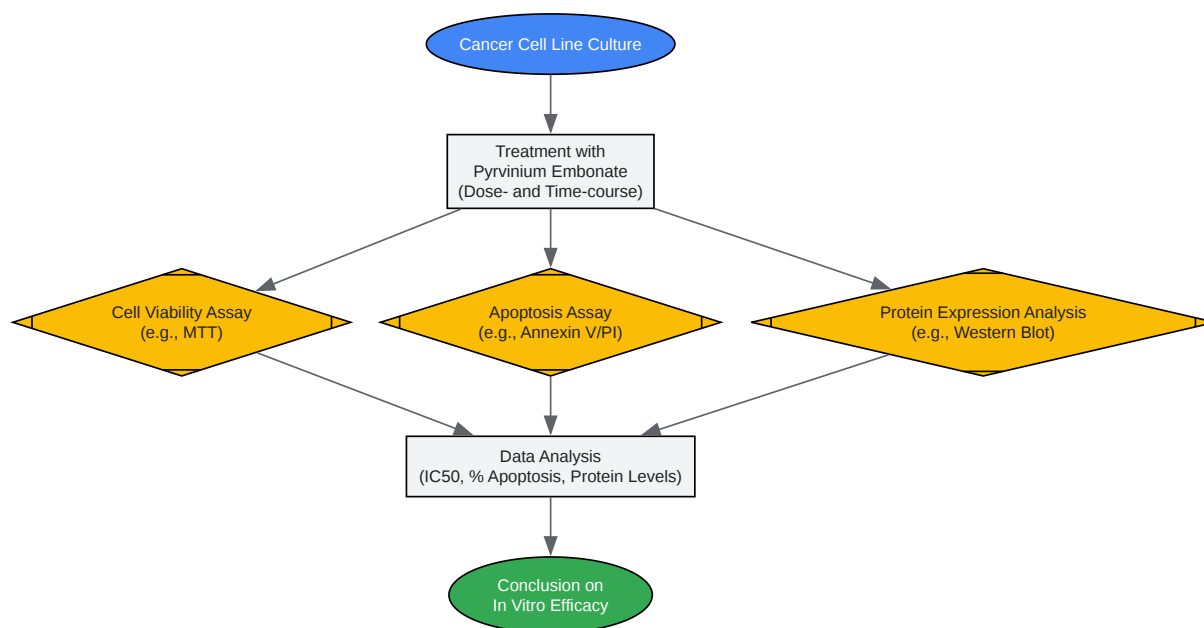 Cancer Cell Line Culture
Treatment with
Pyrvinium Embonate
(Dose- and Time-course)
Cell Viability Assay
(e.g., MTT)
Apoptosis Assay
(e.g., Annexin V/PI)
Protein Expression Analysis
(e.g., Western Blot)
Data Analysis
(IC50, % Apoptosis, Protein Levels)
Conclusion on
In Vitro Efficacy